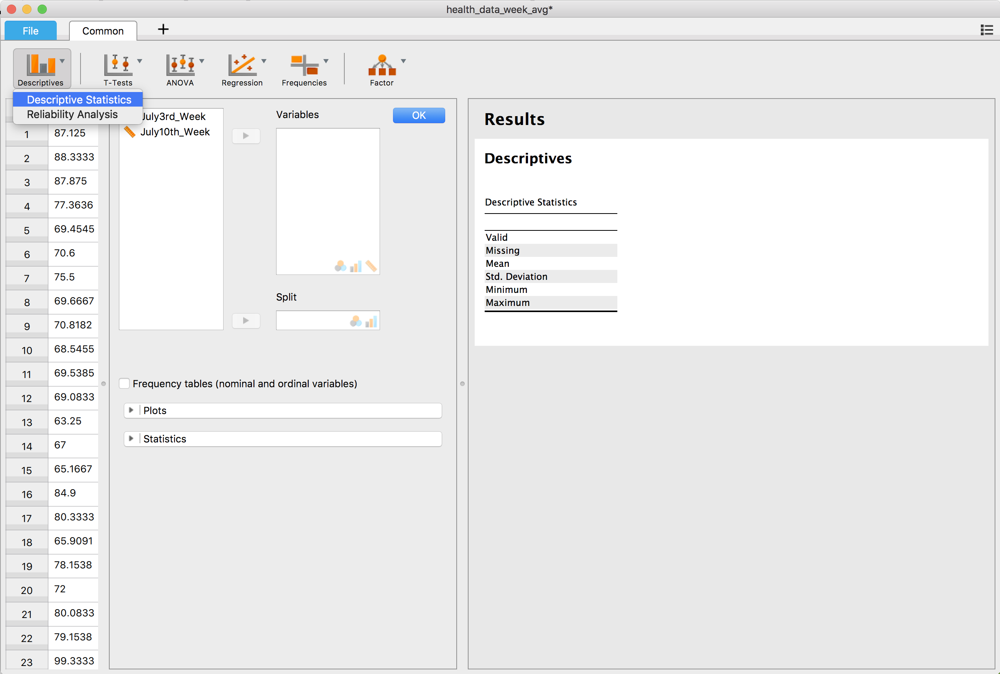 health_data_week_avg*
File
Common
+
Descriptives
T-Tests
ANOVA
Regression
Frequencies
Factor
Descriptive Statistics
Reliability Analysis
July3rd_Week
July10th_Week
Variables
OK
Split
Frequency tables (nominal and ordinal variables)
Plots
Statistics
1 87.125
2 88.3333
3 87.875
4 77.3636
5 69.4545
6 70.6
7 75.5
8 69.6667
9 70.8182
10 68.5455
11 69.5385
12 69.0833
13 63.25
14 67
15 65.1667
16 84.9
17 80.3333
18 65.9091
19 78.1538
20 72
21 80.0833
22 79.1538
23 99.3333
Results
Descriptives
Descriptive Statistics
Valid
Missing
Mean
Std. Deviation
Minimum
Maximum